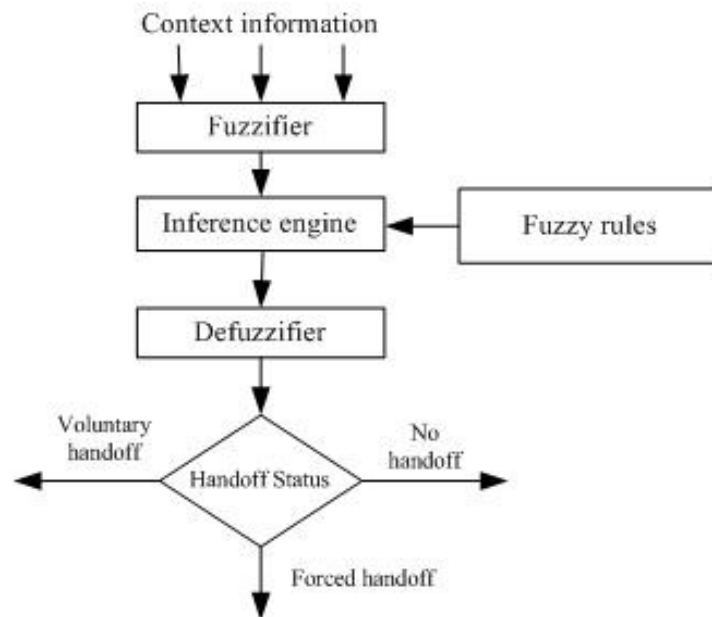 Context information
Fuzzifier
Inference engine
Fuzzy rules
Defuzzifier
Voluntary
handoff
No
handoff
Handoff Status
Forced handoff